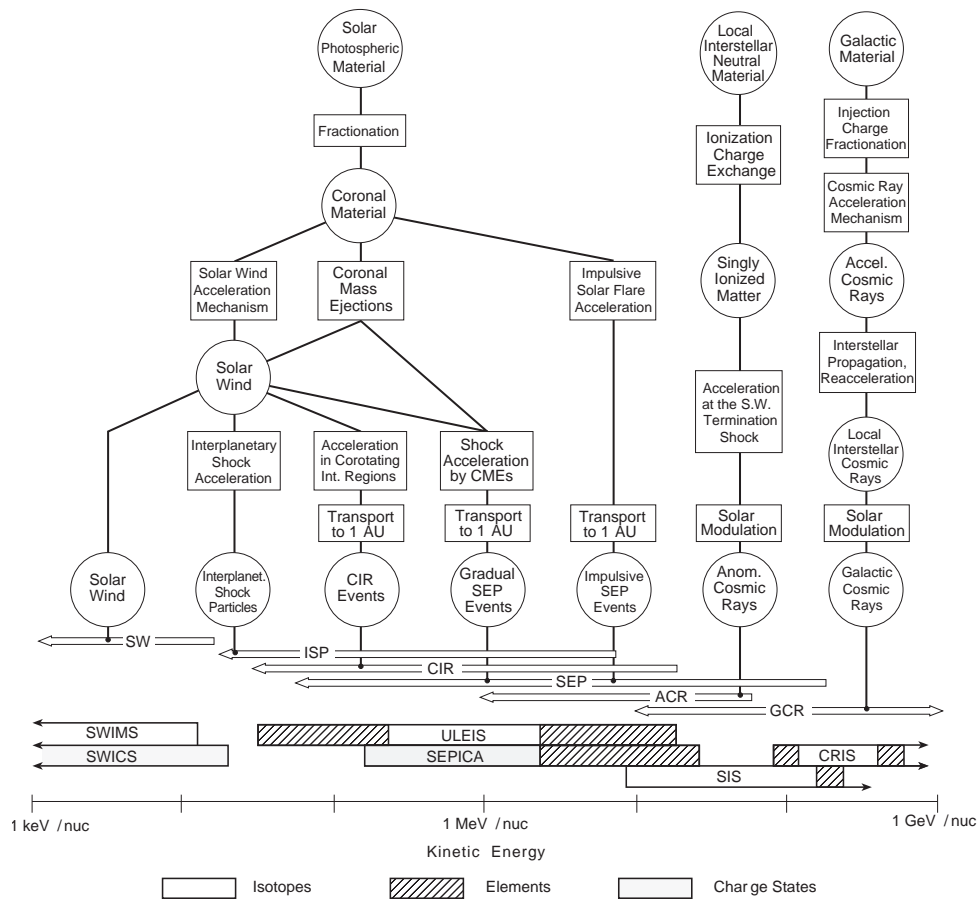 Solar
Photospheric
Material
Local
Interstellar
Neutral
Material
Galactic
Material
Fractionation
Ionization
Charge
Exchange
Injection
Charge
Fractionation
Coronal
Material
Cosmic Ray
Acceleration
Mechanism
Solar Wind
Acceleration
Mechanism
Coronal
Mass
Ejections
Impulsive
Solar Flare
Acceleration
Singly
Ionized
Matter
Accel.
Cosmic
Rays
Solar
Wind
Interstellar
Propagation,
Reacceleration
Acceleration
at the S.W.
Termination
Shock
Interplanetary
Shock
Acceleration
Acceleration
in Corotating
Int. Regions
Shock
Acceleration
by CMEs
Local
Interstellar
Cosmic
Rays
Transport
to 1 AU
Transport
to 1 AU
Transport
to 1 AU
Solar
Modulation
Solar
Modulation
Solar
Wind
Interplanet.
Shock
Particles
CIR
Events
Gradual
SEP
Events
Impulsive
SEP
Events
Anom.
Cosmic
Rays
Galactic
Cosmic
Rays
SW
ISP
CIR
SEP
ACR
GCR
SWIMS
ULEIS
SWICS
SEPICA
CRIS
SIS
1 keV /nuc
1 MeV /nuc
1 GeV /nuc
Kinetic Energy
Isotopes
Elements
Char ge States